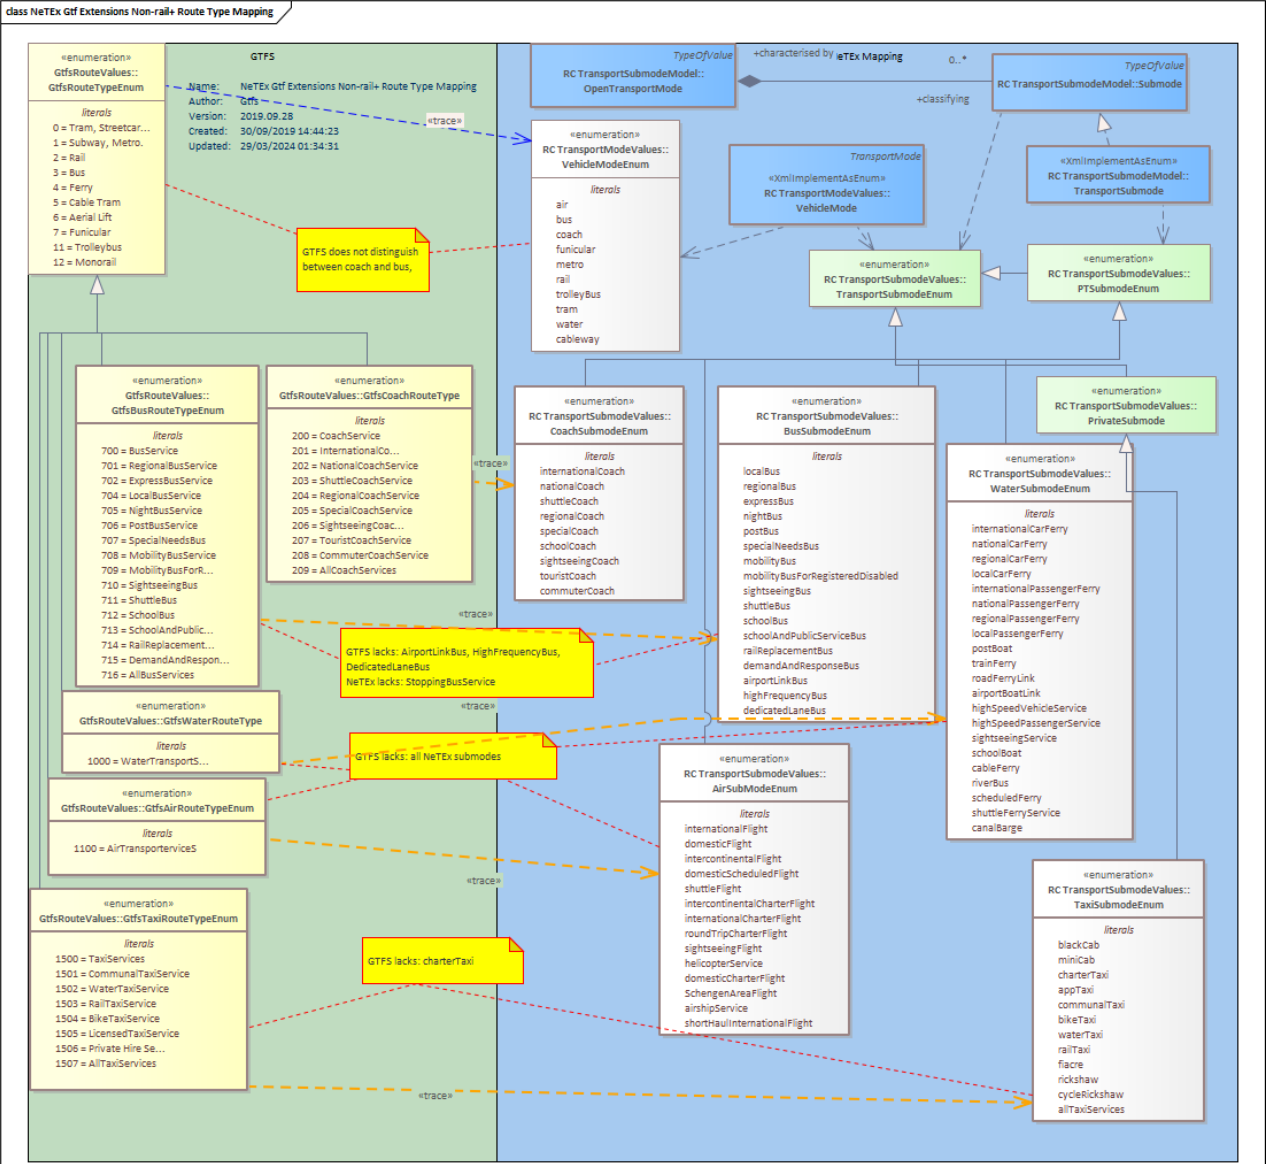 class NeTEx Gtf Extensions Non-rail+ Route Type Mapping
GTFS
«enumeration»
GtfsRouteValues::
GtfsRouteTypeEnum
literals
0 = Tram, Streetcar...
1 = Subway, Metro.
2 = Rail
3 = Bus
4 = Ferry
5 = Cable Tram
6 = Aerial Lift
7 = Funicular
11 = Trolleybus
12 = Monorail
Name: NeTEx Gtf Extensions Non-rail+ Route Type Mapping
Author: Gtfs
Version: 2019.09.28
Created: 30/09/2019 14:44:23
Updated: 29/03/2024 01:34:31
«trace»
GTFS does not distinguish
between coach and bus,
TypeOfValue
RC TransportSubmodeModel::
OpenTransportMode
+characterised by
eTEx Mapping
0..*
+classifying
TypeOfValue
RC TransportSubmodeModel::Submode
«enumeration»
RC TransportModeValues::
VehicleModeEnum
literals
air
bus
coach
funicular
metro
rail
trolleyBus
tram
water
cableway
TransportMode
«XmlImplementAsEnum»
RC TransportModeValues::
VehicleMode
«XmlImplementAsEnum»
RC TransportSubmodeModel::
TransportSubmode
«enumeration»
RC TransportSubmodeValues::
TransportSubmodeEnum
«enumeration»
RC TransportSubmodeValues::
PTSubmodeEnum
«enumeration»
GtfsRouteValues::
GtfsBusRouteTypeEnum
literals
700 = BusService
701 = RegionalBusService
702 = ExpressBusService
704 = LocalBusService
705 = NightBusService
706 = PostBusService
707 = SpecialNeedsBus
708 = MobilityBusService
709 = MobilityBusForR...
710 = SightseeingBus
711 = ShuttleBus
712 = SchoolBus
713 = SchoolAndPublic...
714 = RailReplacement...
715 = DemandAndRespon...
716 = AllBusServices
«enumeration»
GtfsRouteValues::GtfsCoachRouteType
literals
200 = CoachService
201 = InternationalCo...
202 = NationalCoachService
203 = ShuttleCoachService
204 = RegionalCoachService
205 = SpecialCoachService
206 = SightseeingCoac...
207 = TouristCoachService
208 = CommuterCoachService
209 = AllCoachServices
«trace»
«enumeration»
RC TransportSubmodeValues::
CoachSubmodeEnum
literals
internationalCoach
nationalCoach
shuttleCoach
regionalCoach
specialCoach
schoolCoach
sightseeingCoach
touristCoach
commuterCoach
«enumeration»
RC TransportSubmodeValues::
BusSubmodeEnum
literals
localBus
regionalBus
expressBus
nightBus
postBus
specialNeedsBus
mobilityBus
mobilityBusForRegisteredDisabled
sightseeingBus
shuttleBus
schoolBus
schoolAndPublicServiceBus
railReplacementBus
demandAndResponseBus
airportLinkBus
highFrequencyBus
dedicatedLaneBus
«enumeration»
RC TransportSubmodeValues::
PrivateSubmode
«enumeration»
RC TransportSubmodeValues::
WaterSubmodeEnum
literals
internationalCarFerry
nationalCarFerry
regionalCarFerry
localCarFerry
internationalPassengerFerry
nationalPassengerFerry
regionalPassengerFerry
localPassengerFerry
postBoat
trainFerry
roadFerryLink
airportBoatLink
highSpeedVehicleService
highSpeedPassengerService
sightseeingService
schoolBoat
cableFerry
riverBus
scheduledFerry
shuttleFerryService
canalBarge
«trace»
GTFS lacks: AirportLinkBus, HighFrequencyBus,
DedicatedLaneBus
NeTEx lacks: StoppingBusService
«trace»
«enumeration»
GtfsRouteValues::GtfsWaterRouteType
literals
1000 = WaterTransportS...
GTFS lacks: all NeTEx submodes
«enumeration»
GtfsRouteValues::GtfsAirRouteTypeEnum
literals
1100 = AirTransporterviceS
«enumeration»
RC TransportSubmodeValues::
AirSubModeEnum
literals
internationalFlight
domesticFlight
intercontinentalFlight
domesticScheduledFlight
shuttleFlight
intercontinentalCharterFlight
internationalCharterFlight
roundTripCharterFlight
sightseeingFlight
helicopterService
domesticCharterFlight
SchengenAreaFlight
airshipService
shortHaulInternationalFlight
«trace»
«enumeration»
GtfsRouteValues::GtfsTaxiRouteTypeEnum
literals
1500 = TaxiServices
1501 = CommunalTaxiService
1502 = WaterTaxiService
1503 = RailTaxiService
1504 = BikeTaxiService
1505 = LicensedTaxiService
1506 = Private Hire Se...
1507 = AllTaxiServices
GTFS lacks: charterTaxi
«enumeration»
RC TransportSubmodeValues::
TaxiSubmodeEnum
literals
blackCab
miniCab
charterTaxi
appTaxi
communalTaxi
bikeTaxi
waterTaxi
railTaxi
fiacre
rickshaw
cycleRickshaw
allTaxiServices
«trace»